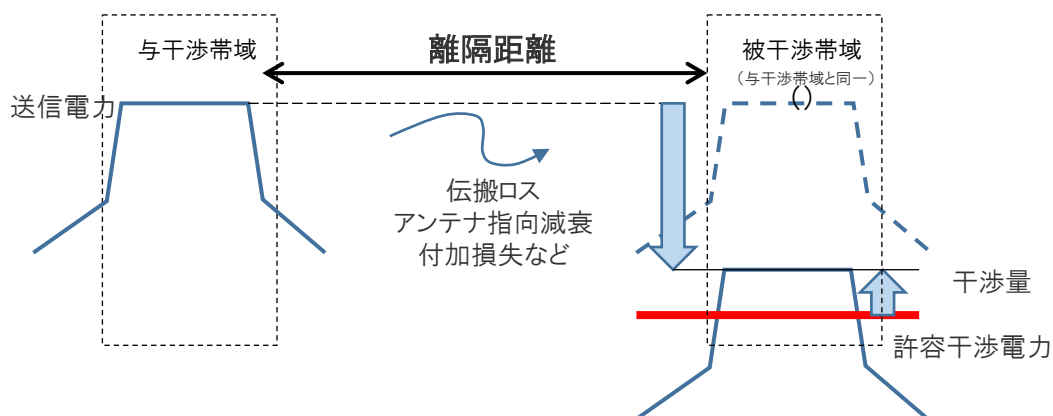 与干渉帯域
離隔距離
被干渉帯域
(与干渉帯域と同一)
()
送信電力
伝搬ロス
アンテナ指向減衰
付加損失など
干渉量
許容干渉電力